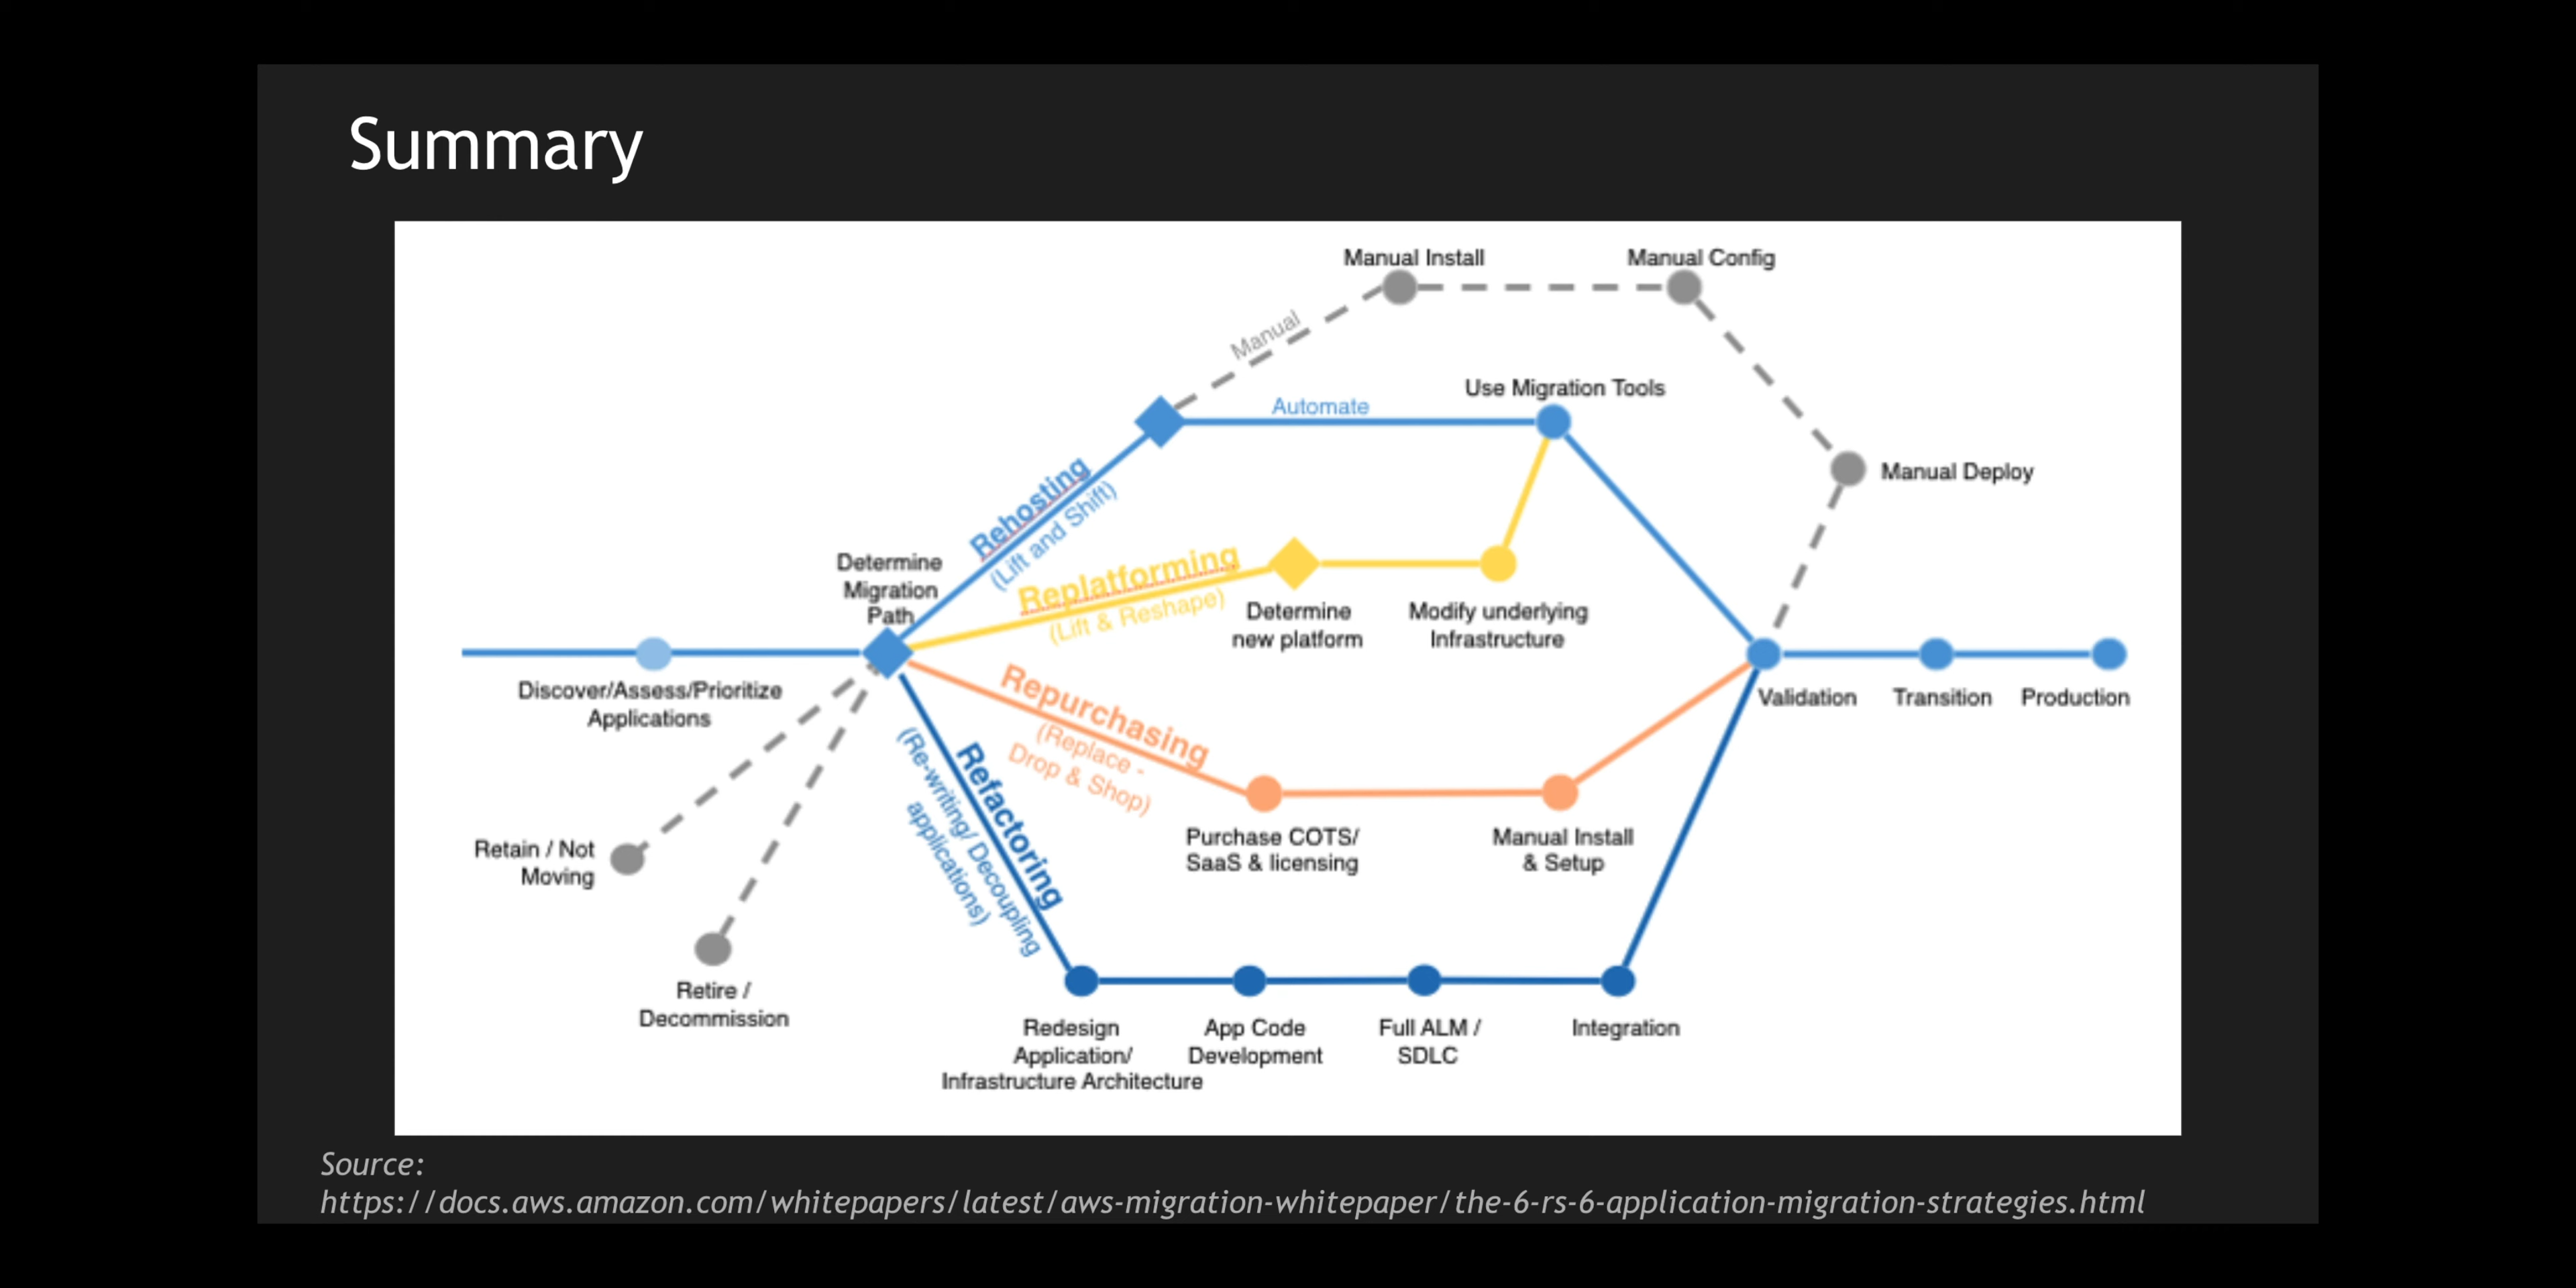 Summary
Manual Install
Manual Config
Manual
Use Migration Tools
Automate
Manual Deploy
Rehosting
(Lift and Shift)
Determine
Migration
Path
Replatforming
(Lift & Reshape)
Determine
new platform
Modify underlying
Infrastructure
Discover/Assess/Prioritize
Applications
Validation
Transition
Production
Repurchasing
(Replace -
Drop & Shop)
Refactoring
(Re-writing/ Decoupling
applications)
Purchase COTS/
SaaS & licensing
Manual Install
& Setup
Retain / Not
Moving
Retire /
Decommission
Redesign
Application/
Infrastructure Architecture
App Code
Development
Full ALM /
SDLC
Integration
Source:
https://docs.aws.amazon.com/whitepapers/latest/aws-migration-whitepaper/the-6-rs-6-application-migration-strategies.html